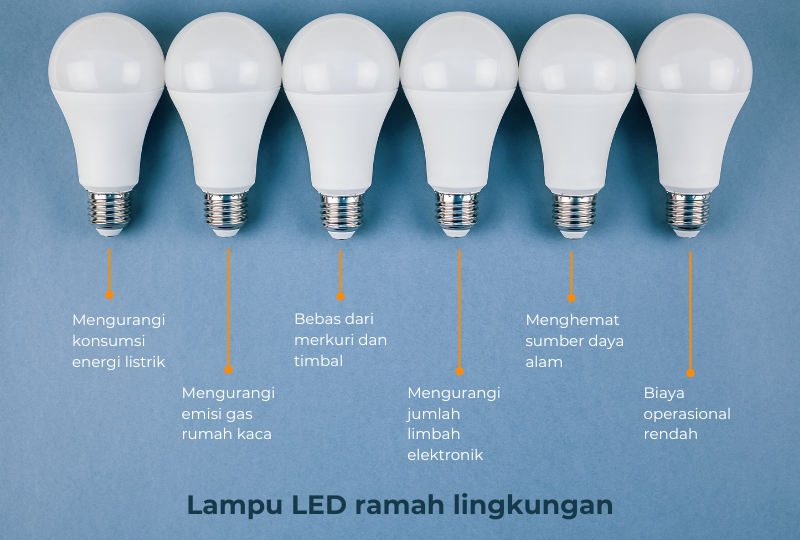 Mengurangi
konsumsi
energi listrik
Mengurangi
emisi gas
rumah kaca
Bebas dari
merkuri dan
timbal
Mengurangi
jumlah
limbah
elektronik
Menghemat
sumber daya
alam
Biaya
operasional
rendah
Lampu LED ramah lingkungan